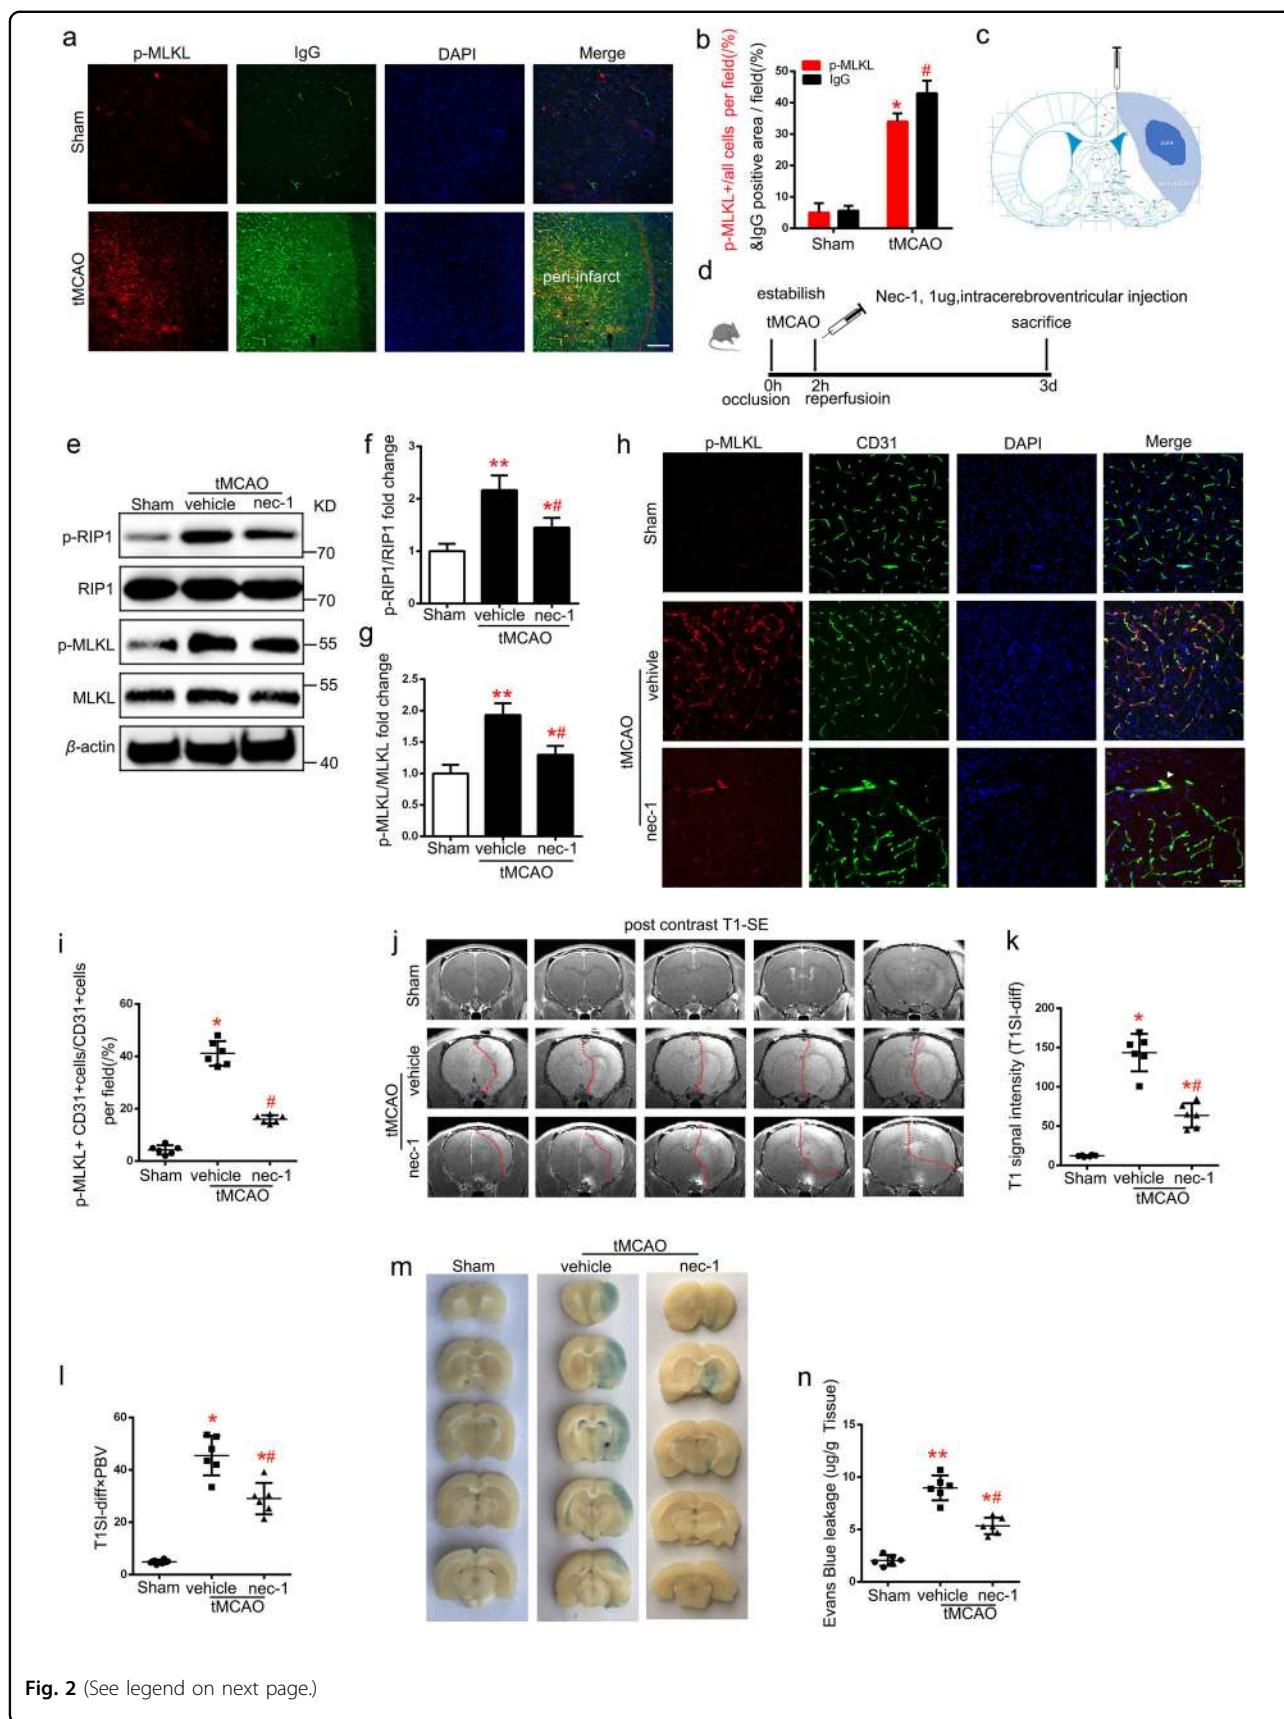 a
p-MLKL IgG DAPI Merge
Sham
tMCAO
peri-infarct
b
p-MLKL+/all cells per field(/%)
&IgG positive area / field(/%)
p-MLKL
IgG
50
40
30
20
10
0
*
#
Sham tMCAO
c
d
estabilish
tMCAO
Nec-1, 1ug,intracerebroventricular injection
sacrifice
0h 2h 3d
occlusion reperfusioin
e
tMCAO
Sham vehicle nec-1 KD
p-RIP1
70
RIP1
70
p-MLKL
55
MLKL
55
β-actin
40
f
p-RIP1/RIP1 fold change
3
2
1
0
**
*#
Sham vehicle nec-1
tMCAO
g
p-MLKL/MLKL fold change
2.5
2.0
1.5
1.0
0.5
0.0
**
*#
Sham vehicle nec-1
tMCAO
h
p-MLKL CD31 DAPI Merge
Sham
vehivle
nec-1
tMCAO
i
p-MLKL + CD31+cells/CD31+cells
per field(/%)
60
40
20
0
*
#
Sham vehicle nec-1
tMCAO
j
post contrast T1-SE
Sham
vehicle
nec-1
tMCAO
k
T1 signal intensity (T1SI-diff)
200
150
100
50
0
*
*#
Sham vehicle nec-1
tMCAO
l
T1SI-diff×PBV
60
40
20
0
*
*#
Sham vehicle nec-1
tMCAO
m
tMCAO
Sham vehicle nec-1
n
Evans Blue leakage (ug/g Tissue)
15
10
5
0
**
*#
Sham vehicle nec-1
tMCAO
Fig. 2 (See legend on next page.)